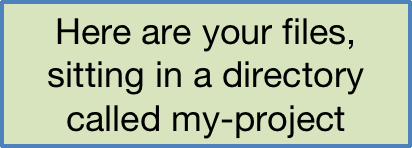 Here are your files,
sitting in a directory
called my-project